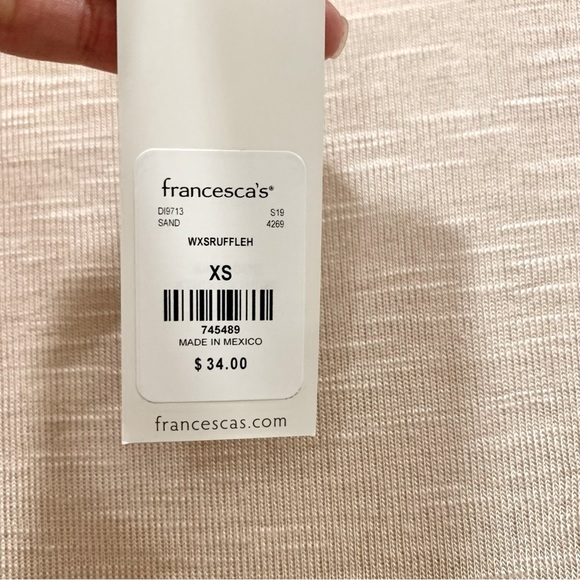 francesca's®
DI9713 S19
SAND 4269
WXSRUFFLEH
XS
745489
MADE IN MEXICO
$ 34.00
francescas.com